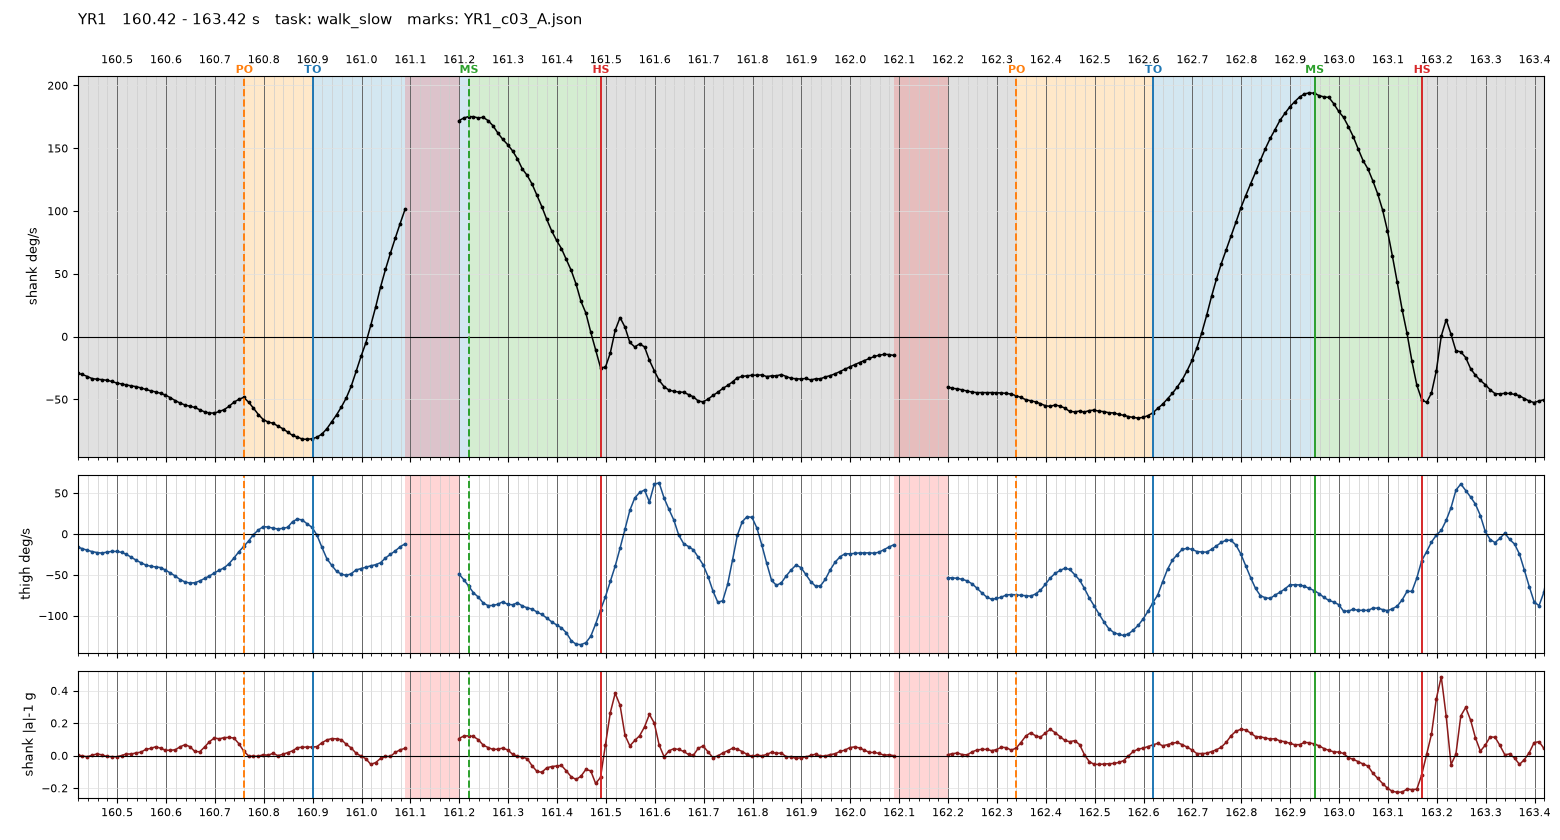 YR1 160.42 - 163.42 s task: walk_slow marks: YR1_c03_A.json
160.5 160.6 160.7 160.8 160.9 161.0 161.1 161.2 161.3 161.4 161.5 161.6 161.7 161.8 161.9 162.0 162.1 162.2 162.3 162.4 162.5 162.6 162.7 162.8 162.9 163.0 163.1 163.2 163.3 163.4
PO TO MS HS PO TO MS HS
200
150
100
50
0
−50
shank deg/s
50
0
−50
−100
thigh deg/s
0.4
0.2
0.0
−0.2
shank |a|-1 g
160.5 160.6 160.7 160.8 160.9 161.0 161.1 161.2 161.3 161.4 161.5 161.6 161.7 161.8 161.9 162.0 162.1 162.2 162.3 162.4 162.5 162.6 162.7 162.8 162.9 163.0 163.1 163.2 163.3 163.4